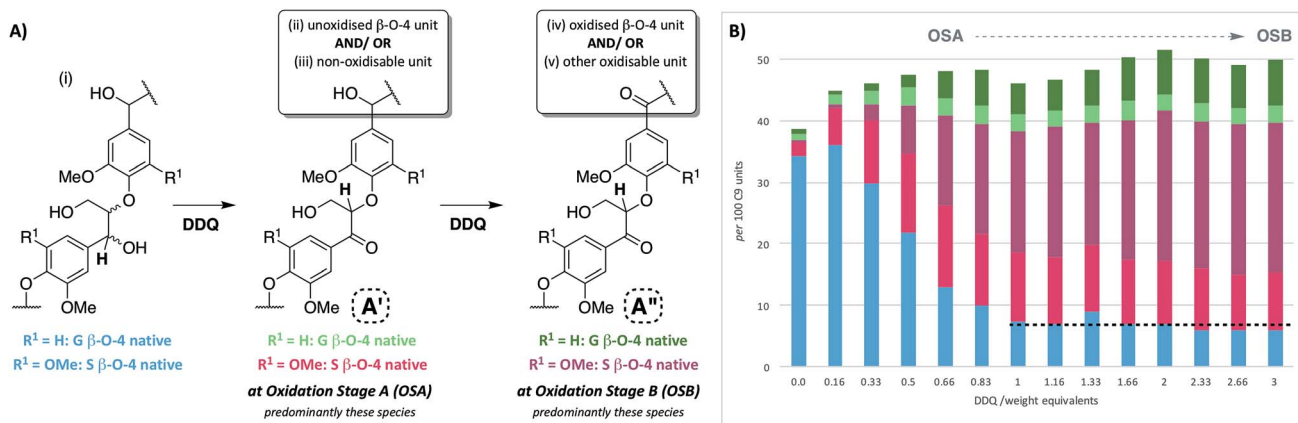 A)
(i)
HO
MeO
R¹
O
HO
OH
H
R¹
O
OMe
R¹ = H: G β-O-4 native
R¹ = OMe: S β-O-4 native
DDQ
(ii) unoxidised β-O-4 unit
AND/ OR
(iii) non-oxidisable unit
HO
MeO
R¹
H
O
HO
R¹
O
O
OMe
A'
R¹ = H: G β-O-4 native
R¹ = OMe: S β-O-4 native
at Oxidation Stage A (OSA)
predominantly these species
DDQ
(iv) oxidised β-O-4 unit
AND/ OR
(v) other oxidisable unit
O
MeO
R¹
H
O
HO
R¹
O
O
OMe
A"
R¹ = H: G β-O-4 native
R¹ = OMe: S β-O-4 native
at Oxidation Stage B (OSB)
predominantly these species
B)
OSA
OSB
per 100 C9 units
50
40
30
20
10
0
0.0 0.16 0.33 0.5 0.66 0.83 1 1.16 1.33 1.66 2 2.33 2.66 3
DDQ /weight equivalents